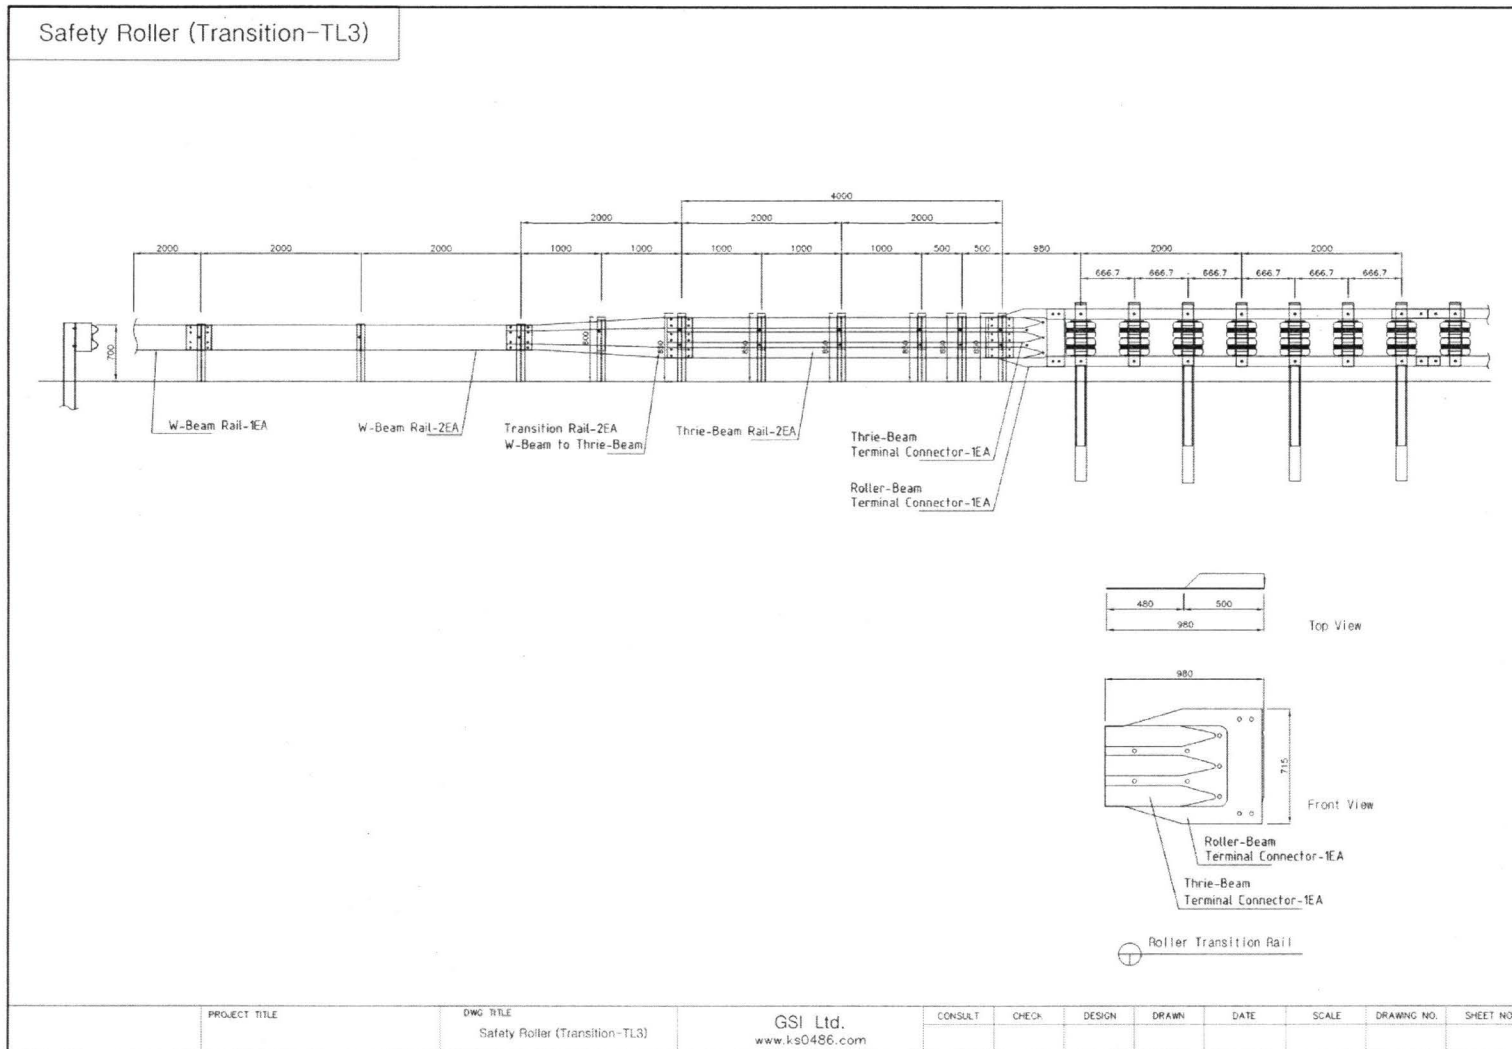 Safety Roller (Transition-TL3)
4000
2000 2000 2000
2000 2000 2000 1000 1000 1000 1000 1000 500 500 980 2000 2000
666.7 666.7 666.7 666.7 666.7 666.7
700
850
850
850
850
850
W-Beam Rail-1EA
W-Beam Rail-2EA
Transition Rail-2EA
W-Beam to Thrie-Beam
Thrie-Beam Rail-2EA
Thrie-Beam
Terminal Connector-1EA
Roller-Beam
Terminal Connector-1EA
480 500
980
Top View
980
715
Front View
Roller-Beam
Terminal Connector-1EA
Thrie-Beam
Terminal Connector-1EA
Roller Transition Rail
PROJECT TITLE
DWG TITLE
Safety Roller (Transition-TL3)
GSI Ltd.
www.ks0486.com
CONSULT CHECK DESIGN DRAWN DATE SCALE DRAWING NO. SHEET NO